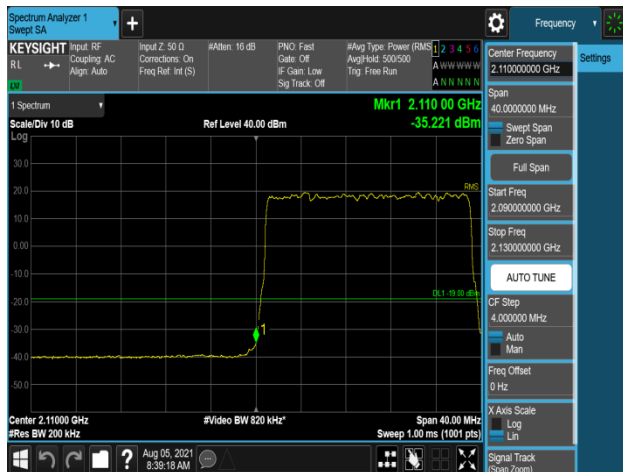 Spectrum Analyzer 1
Swept SA
+
Frequency
KEYSIGHT
RL
Input: RF
Coupling: AC
Align: Auto
Input Z: 50 Ω
Corrections: On
Freq Ref: Int (S)
#Atten: 16 dB
PNO: Fast
Gate: Off
IF Gain: Low
Sig Track: Off
#Avg Type: Power (RMS
Avg|Hold: 500/500
Trig: Free Run
1 2 3 4 5 6
A W W W W W
A N N N N N
LXI
1 Spectrum
Scale/Div 10 dB
Log
Ref Level 40.00 dBm
Mkr1 2.110 00 GHz
-35.221 dBm
30.0
20.0
10.0
0.00
-10.0
-20.0
-30.0
-40.0
-50.0
RMS
DL1 -19.00 dBm
1
Center 2.11000 GHz
#Res BW 200 kHz
#Video BW 820 kHz*
Span 40.00 MHz
Sweep 1.00 ms (1001 pts)
?
Aug 05, 2021
8:39:18 AM
Center Frequency
2.110000000 GHz
Span
40.0000000 MHz
Swept Span
Zero Span
Full Span
Start Freq
2.090000000 GHz
Stop Freq
2.130000000 GHz
AUTO TUNE
CF Step
4.000000 MHz
Auto
Man
Freq Offset
0 Hz
X Axis Scale
Log
Lin
Signal Track
(Span Zoom)
Settings